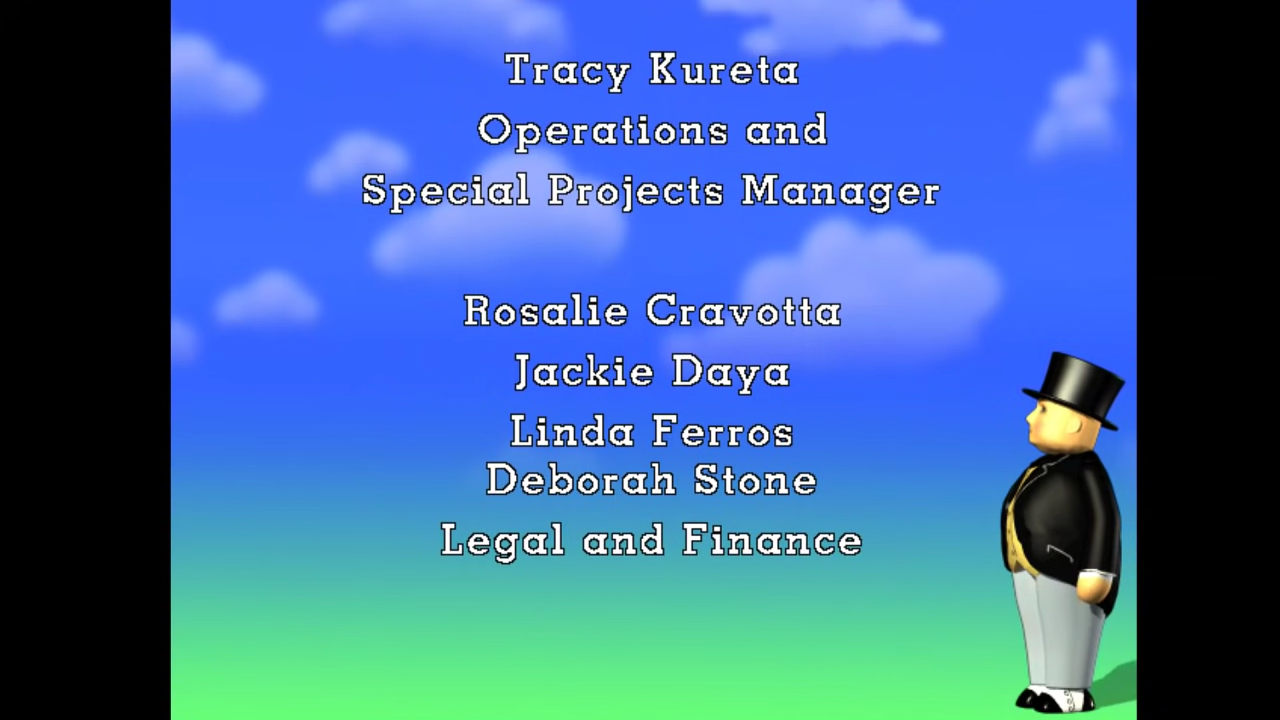 Tracy Kureta
Operations and
Special Projects Manager
Rosalie Cravotta
Jackie Daya
Linda Ferros
Deborah Stone
Legal and Finance